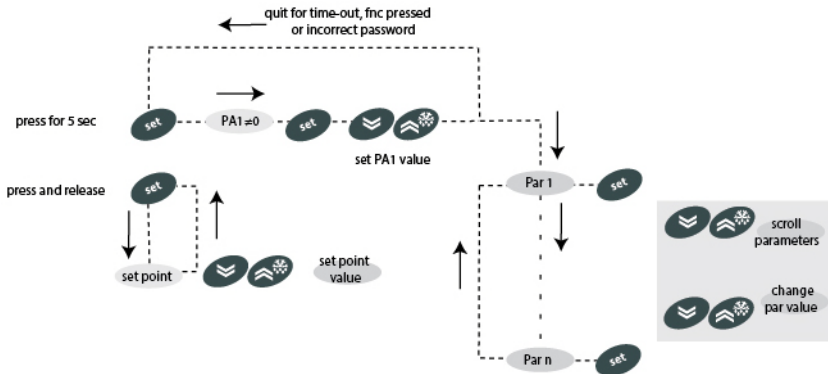 quit for time-out, fnc pressed
or incorrect password
press for 5 sec
set
PA1≠0
set
set PA1 value
press and release
set
Par 1
set
set point
set point
value
scroll
parameters
change
par value
Par n
set